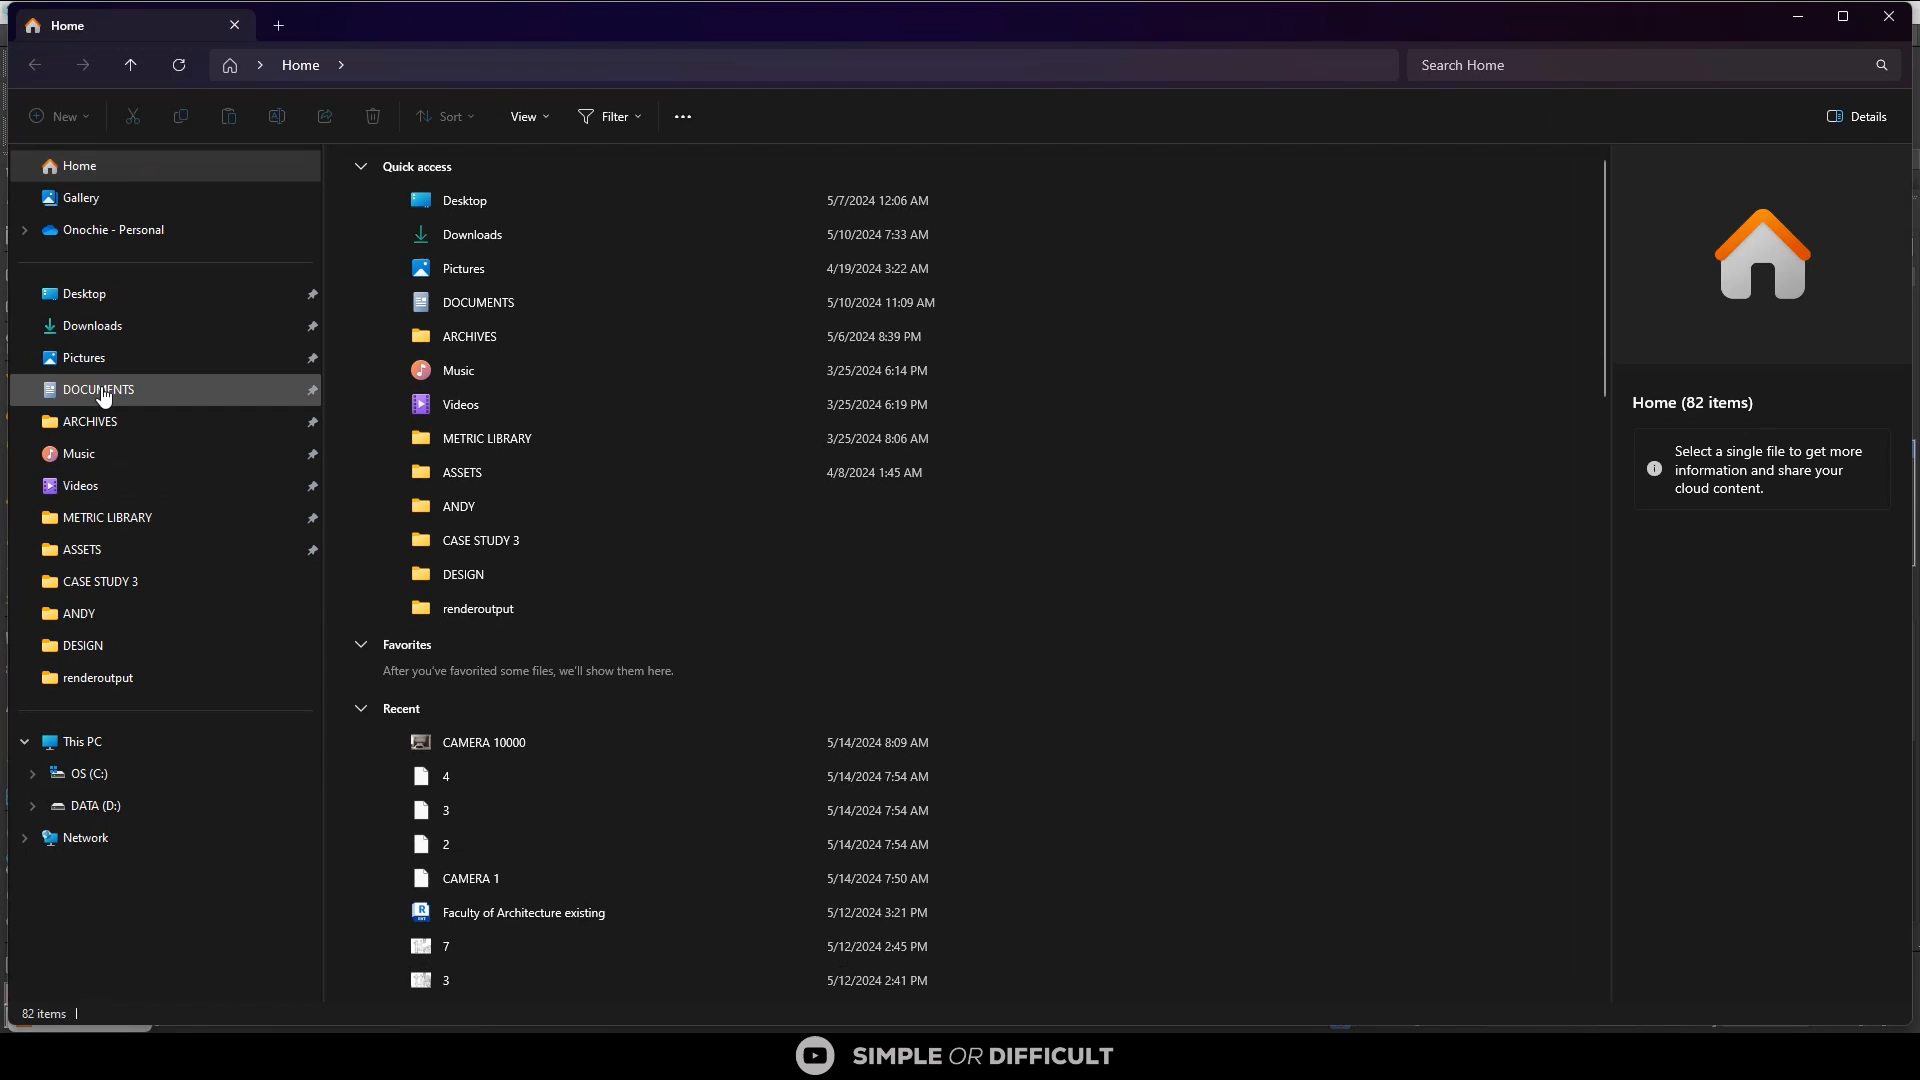 Home
Home
Search Home
New
Sort
View
Filter
Details
Home
Gallery
Onochie - Personal
Desktop
Downloads
Pictures
DOCUMENTS
ARCHIVES
Music
Videos
METRIC LIBRARY
ASSETS
CASE STUDY 3
ANDY
DESIGN
renderoutput
This PC
OS (C:)
DATA (D:)
Network
Quick access
Desktop 5/7/2024 12:06 AM
Downloads 5/10/2024 7:33 AM
Pictures 4/19/2024 3:22 AM
DOCUMENTS 5/10/2024 11:09 AM
ARCHIVES 5/6/2024 8:39 PM
Music 3/25/2024 6:14 PM
Videos 3/25/2024 6:19 PM
METRIC LIBRARY 3/25/2024 8:06 AM
ASSETS 4/8/2024 1:45 AM
ANDY
CASE STUDY 3
DESIGN
renderoutput
Favorites
After you've favorited some files, we'll show them here.
Recent
CAMERA 10000 5/14/2024 8:09 AM
4 5/14/2024 7:54 AM
3 5/14/2024 7:54 AM
2 5/14/2024 7:54 AM
CAMERA 1 5/14/2024 7:50 AM
Faculty of Architecture existing 5/12/2024 3:21 PM
7 5/12/2024 2:45 PM
3 5/12/2024 2:41 PM
Home (82 items)
Select a single file to get more
information and share your
cloud content.
82 items
SIMPLE OR DIFFICULT